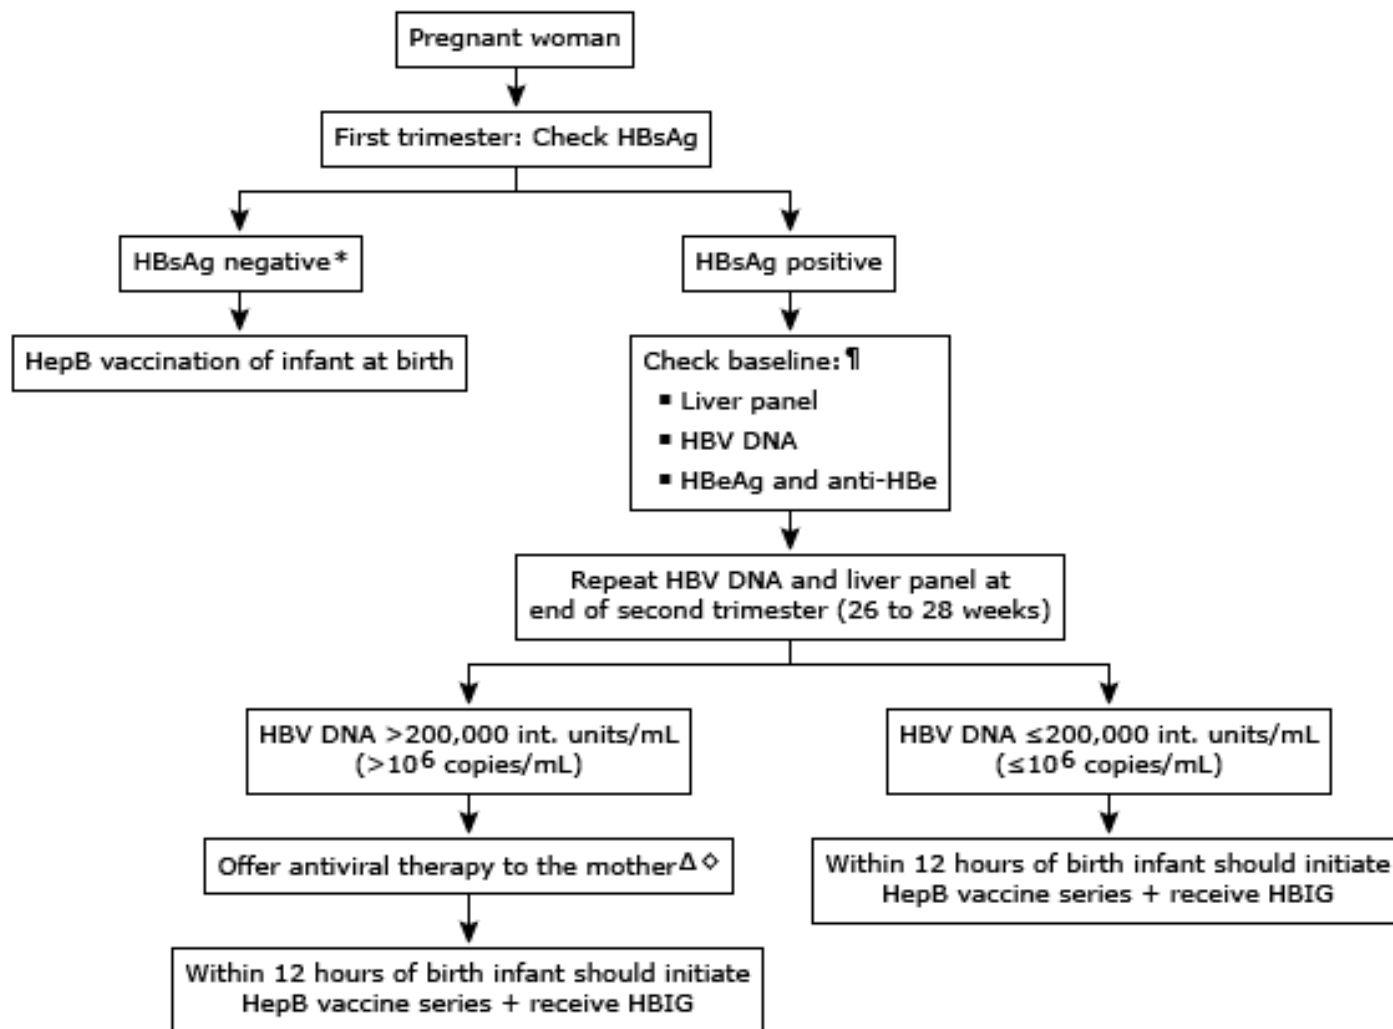 Pregnant woman
First trimester: Check HBsAg
HBsAg negative*
HBsAg positive
HepB vaccination of infant at birth
Check baseline:¶
▪ Liver panel
▪ HBV DNA
▪ HBeAg and anti-HBe
Repeat HBV DNA and liver panel at
end of second trimester (26 to 28 weeks)
HBV DNA >200,000 int. units/mL
(>10⁶ copies/mL)
HBV DNA ≤200,000 int. units/mL
(≤10⁶ copies/mL)
Offer antiviral therapy to the motherΔ◇
Within 12 hours of birth infant should initiate
HepB vaccine series + receive HBIG
Within 12 hours of birth infant should initiate
HepB vaccine series + receive HBIG